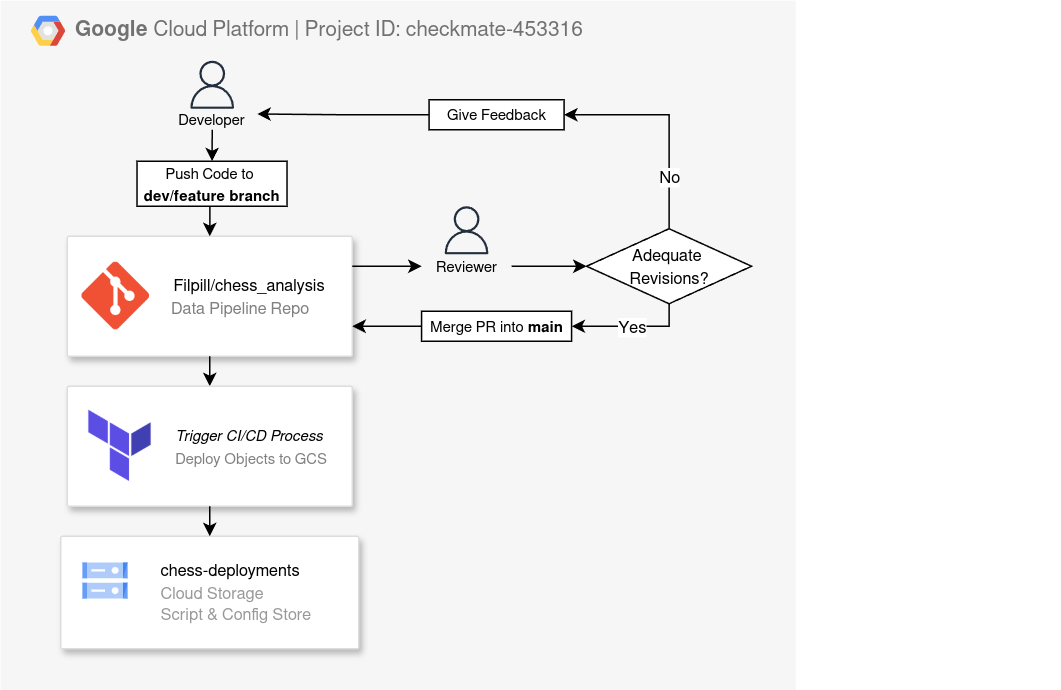 Google Cloud Platform | Project ID: checkmate-453316
Developer
Give Feedback
Push Code to
dev/feature branch
No
Filpill/chess_analysis
Data Pipeline Repo
Reviewer
Adequate
Revisions?
Merge PR into main
Yes
Trigger CI/CD Process
Deploy Objects to GCS
chess-deployments
Cloud Storage
Script & Config Store